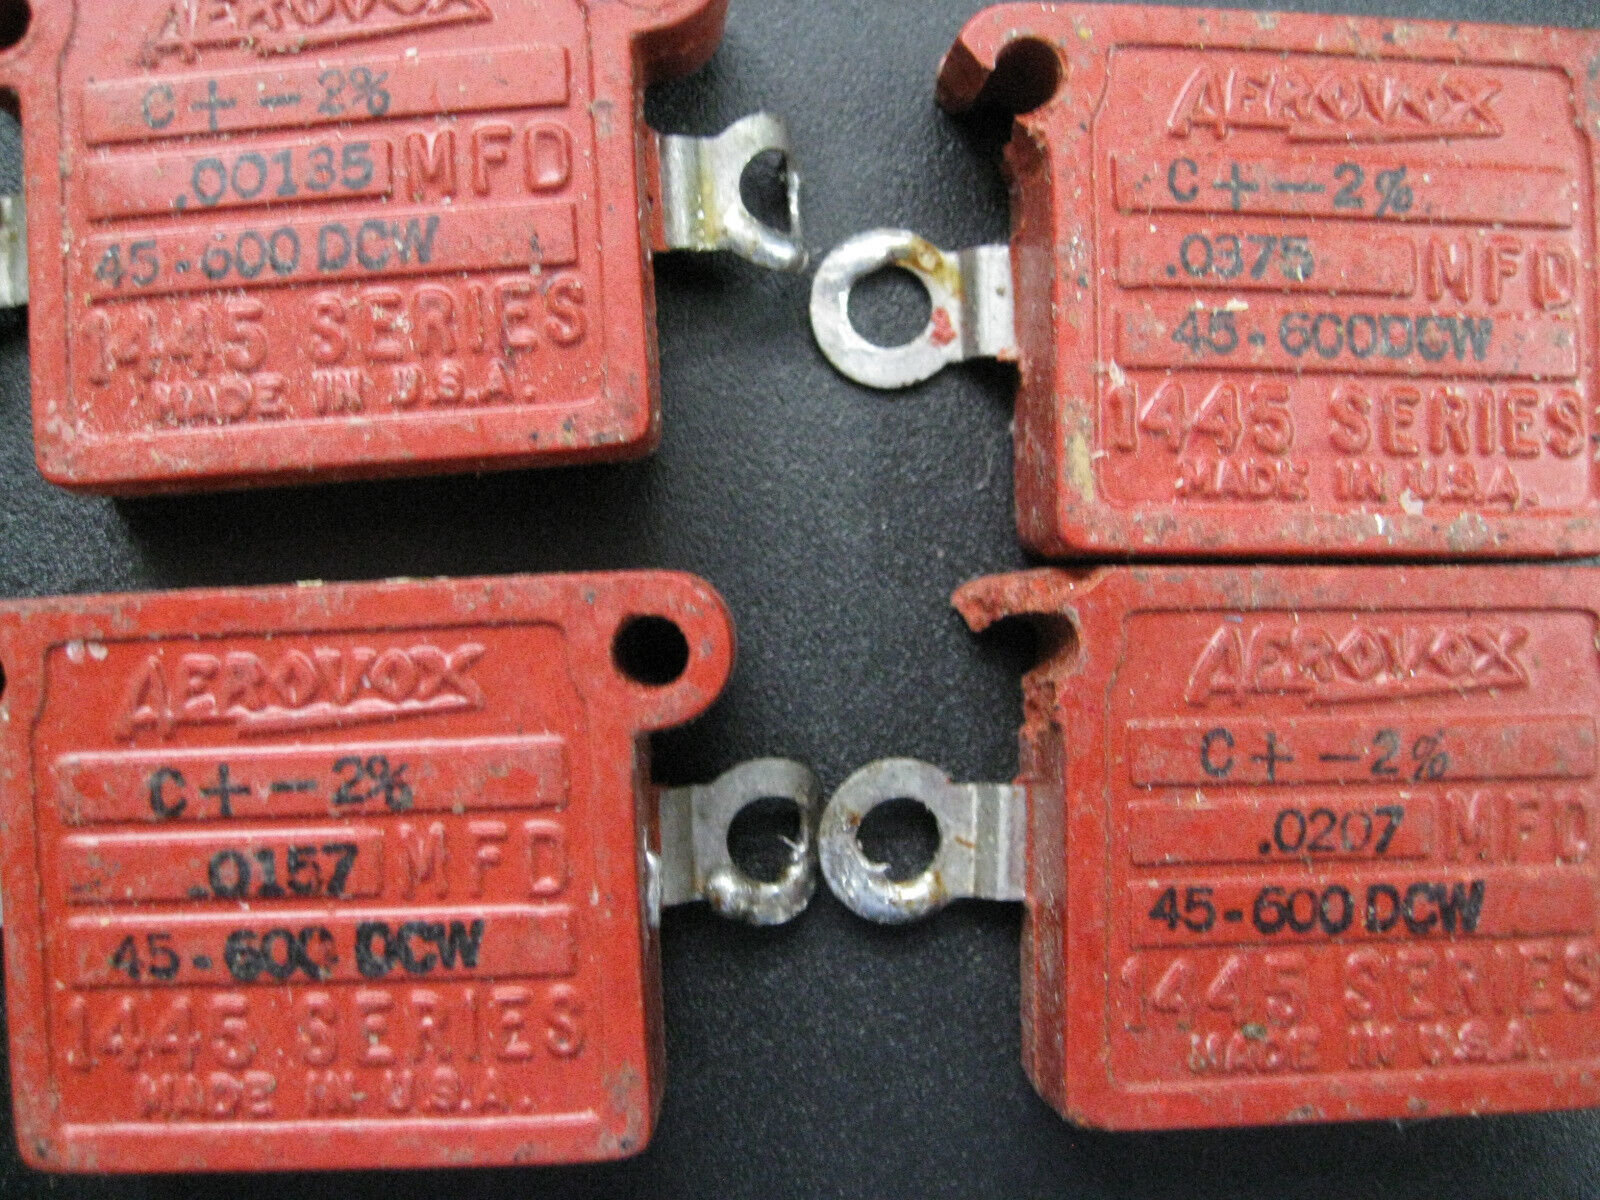 AEROVOX
C + - 2%
.00135 MFD
45-600 DCW
1445 SERIES
MADE IN U.S.A.
AEROVOX
C + - 2%
.0375 MFD
45-600DCW
1445 SERIES
MADE IN U.S.A.
AEROVOX
C + - 2%
.0157 MFD
45-600 DCW
1445 SERIES
MADE IN U.S.A.
AEROVOX
C + - 2%
.0207 MFD
45-600 DCW
1445 SERIES
MADE IN U.S.A.